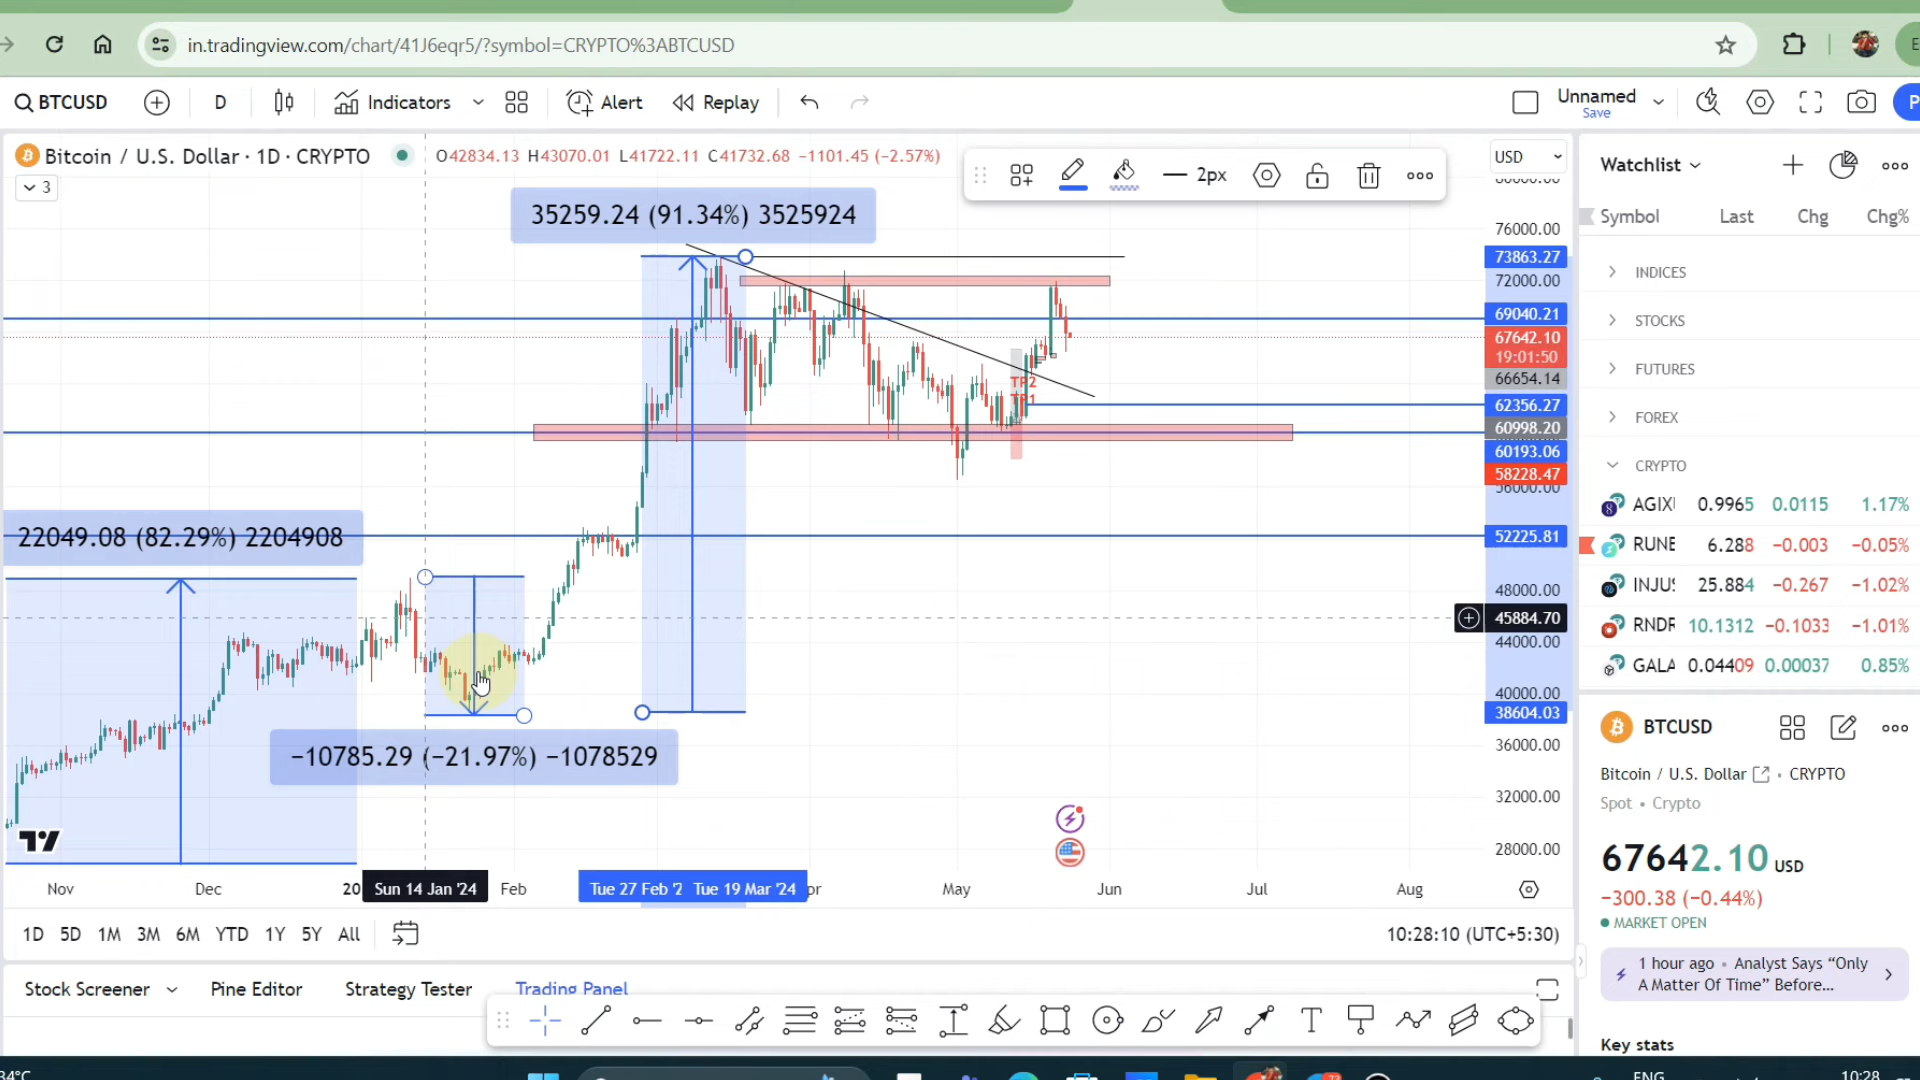 in.tradingview.com/chart/41J6eqr5/?symbol=CRYPTO%3ABTCUSD
E
BTCUSD
D
Indicators
Alert
Replay
Unnamed
Save
P
Bitcoin / U.S. Dollar · 1D · CRYPTO
O42834.13 H43070.01 L41722.11 C41732.68 −1101.45 (−2.57%)
3
2px
USD
35259.24 (91.34%) 3525924
22049.08 (82.29%) 2204908
−10785.29 (−21.97%) −1078529
TP2
TP1
76000.00
73863.27
72000.00
69040.21
67642.10
19:01:50
66654.14
62356.27
60998.20
60193.06
58228.47
56000.00
52225.81
48000.00
45884.70
44000.00
40000.00
38604.03
36000.00
32000.00
28000.00
Nov
Dec
20
Sun 14 Jan '24
Feb
Tue 27 Feb '2
Tue 19 Mar '24
pr
May
Jun
Jul
Aug
1D 5D 1M 3M 6M YTD 1Y 5Y All
10:28:10 (UTC+5:30)
Stock Screener
Pine Editor
Strategy Tester
Trading Panel
Watchlist
Symbol Last Chg Chg%
INDICES
STOCKS
FUTURES
FOREX
CRYPTO
AGIXU 0.9965 0.0115 1.17%
RUNE 6.288 −0.003 −0.05%
INJUS 25.884 −0.267 −1.02%
RNDR 10.1312 −0.1033 −1.01%
GALA 0.04409 0.00037 0.85%
BTCUSD
Bitcoin / U.S. Dollar • CRYPTO
Spot • Crypto
67642.10 USD
−300.38 (−0.44%)
MARKET OPEN
1 hour ago • Analyst Says “Only
A Matter Of Time” Before...
Key stats
34°C
ENG
10:28